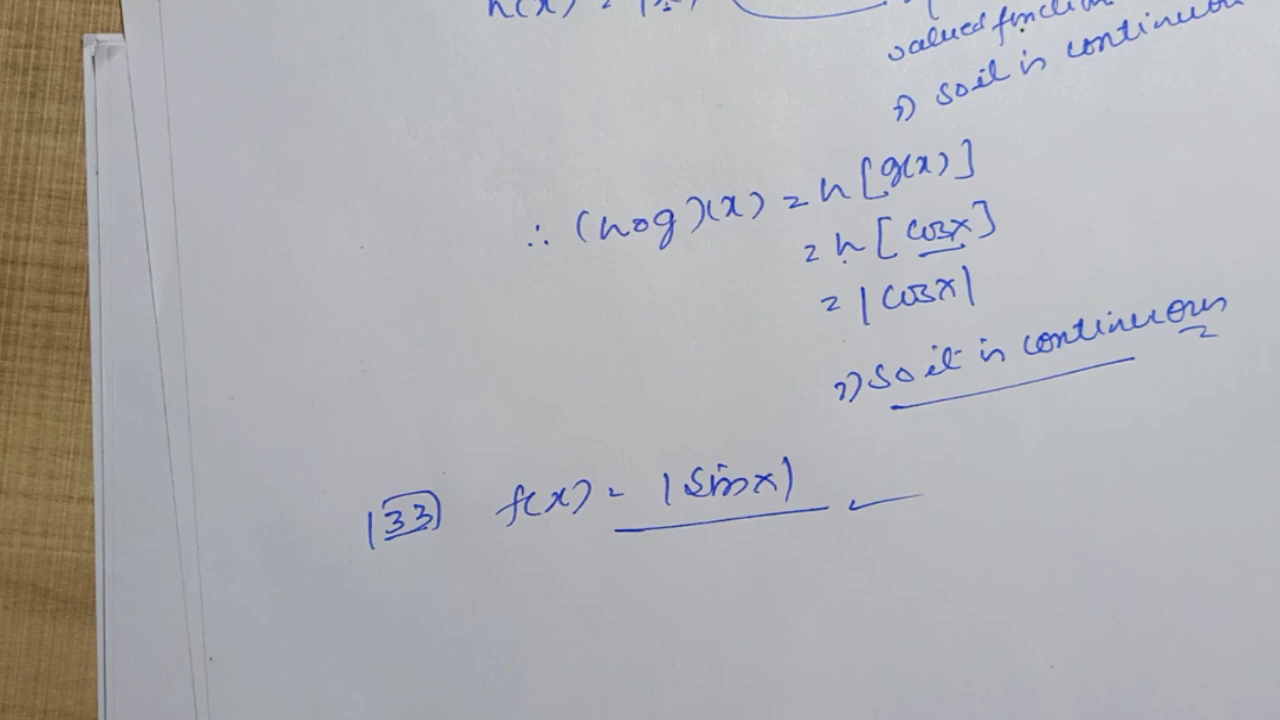 h(x) = |x|
valued function
⇒ so it is continuous
∴ (hog)(x) = h[g(x)]
= h[cosx]
= |cosx|
⇒ so it is continuous
33 f(x) = |sinx|